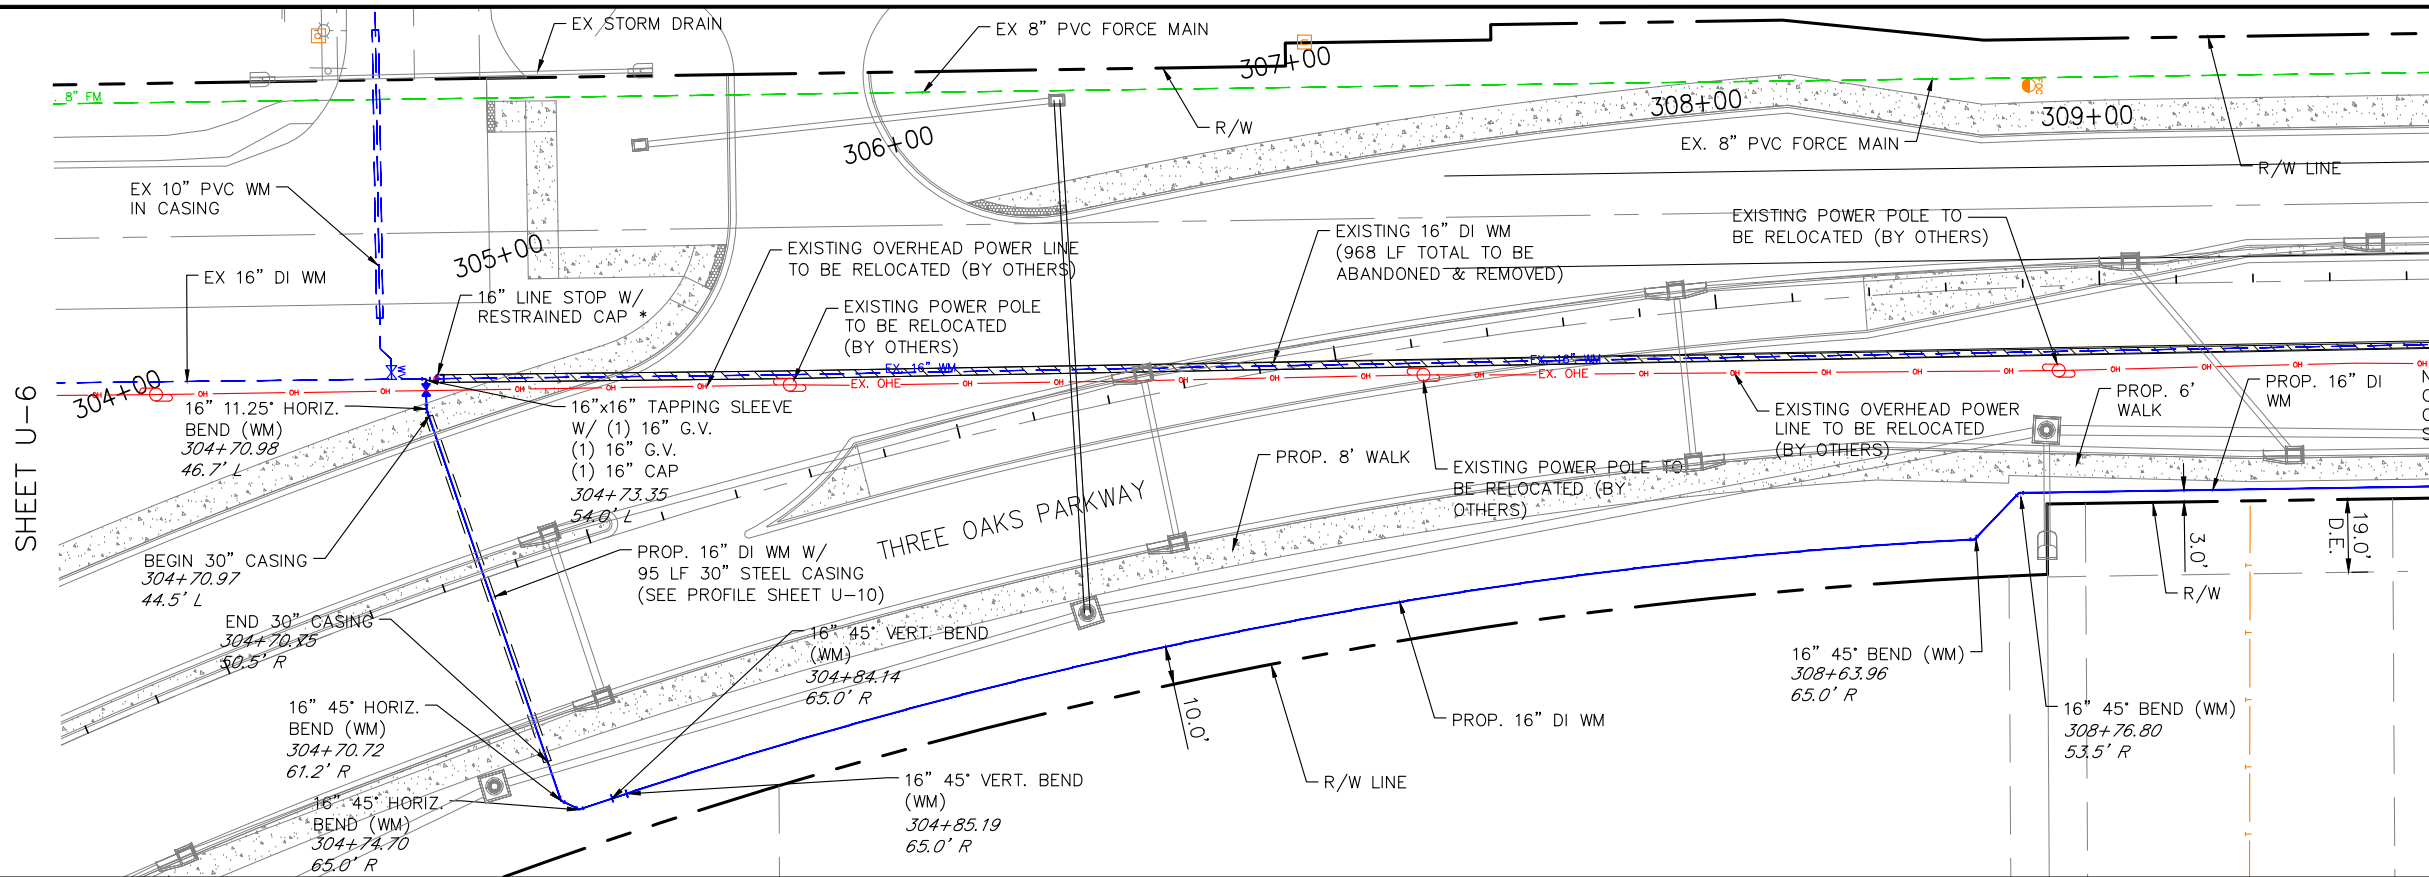 EX STORM DRAIN
EX 8" PVC FORCE MAIN
307+00
8" FM
308+00
309+00
R/W
306+00
EX. 8" PVC FORCE MAIN
R/W LINE
EX 10" PVC WM
IN CASING
EXISTING POWER POLE TO
BE RELOCATED (BY OTHERS)
EXISTING 16" DI WM
(968 LF TOTAL TO BE
ABANDONED & REMOVED)
305+00
EXISTING OVERHEAD POWER LINE
TO BE RELOCATED (BY OTHERS)
EX 16" DI WM
16" LINE STOP W/
RESTRAINED CAP *
EXISTING POWER POLE
TO BE RELOCATED
(BY OTHERS)
WV
EX. 16" WM
EX. 16" WM
EX. OHE
EX. OHE
OH
304+00
SHEET U-6
16" 11.25° HORIZ.
BEND (WM)
304+70.98
46.7' L
16"x16" TAPPING SLEEVE
W/ (1) 16" G.V.
(1) 16" G.V.
(1) 16" CAP
304+73.35
54.0' L
PROP. 6'
WALK
PROP. 16" DI
WM
EXISTING OVERHEAD POWER
LINE TO BE RELOCATED
(BY OTHERS)
PROP. 8' WALK
EXISTING POWER POLE TO
BE RELOCATED (BY
OTHERS)
THREE OAKS PARKWAY
BEGIN 30" CASING
304+70.97
44.5' L
PROP. 16" DI WM W/
95 LF 30" STEEL CASING
(SEE PROFILE SHEET U-10)
3.0'
19.0'
D.E.
R/W
END 30" CASING
304+70.75
50.5' R
16" 45° VERT. BEND
(WM)
304+84.14
65.0' R
16" 45° BEND (WM)
308+63.96
65.0' R
16" 45° HORIZ.
BEND (WM)
304+70.72
61.2' R
10.0'
PROP. 16" DI WM
16" 45° BEND (WM)
308+76.80
53.5' R
16" 45° VERT. BEND
(WM)
304+85.19
65.0' R
R/W LINE
16" 45° HORIZ.
BEND (WM)
304+74.70
65.0' R